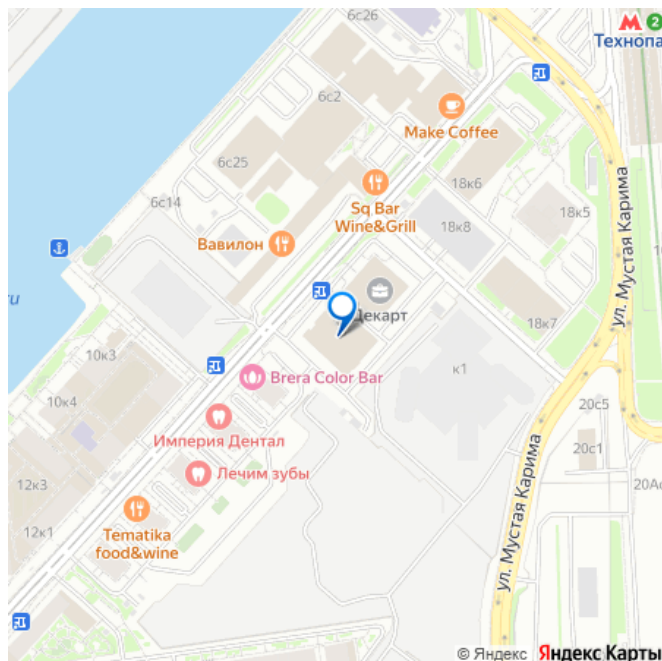 6с26
2
Технопа
6с2
Make Coffee
6с25
18к6
6с14
Sq Bar
Wine&Grill
18к5
18к8
Вавилон
ул. Мустая Карима
Декарт
18к7
10к3
к1
Brera Color Bar
10к4
20с5
Империя Дентал
20с1
Лечим зубы
12к3
ул. Мустая Карима
12к1
Tematika
food&wine
© Яндекс Яндекс Карты